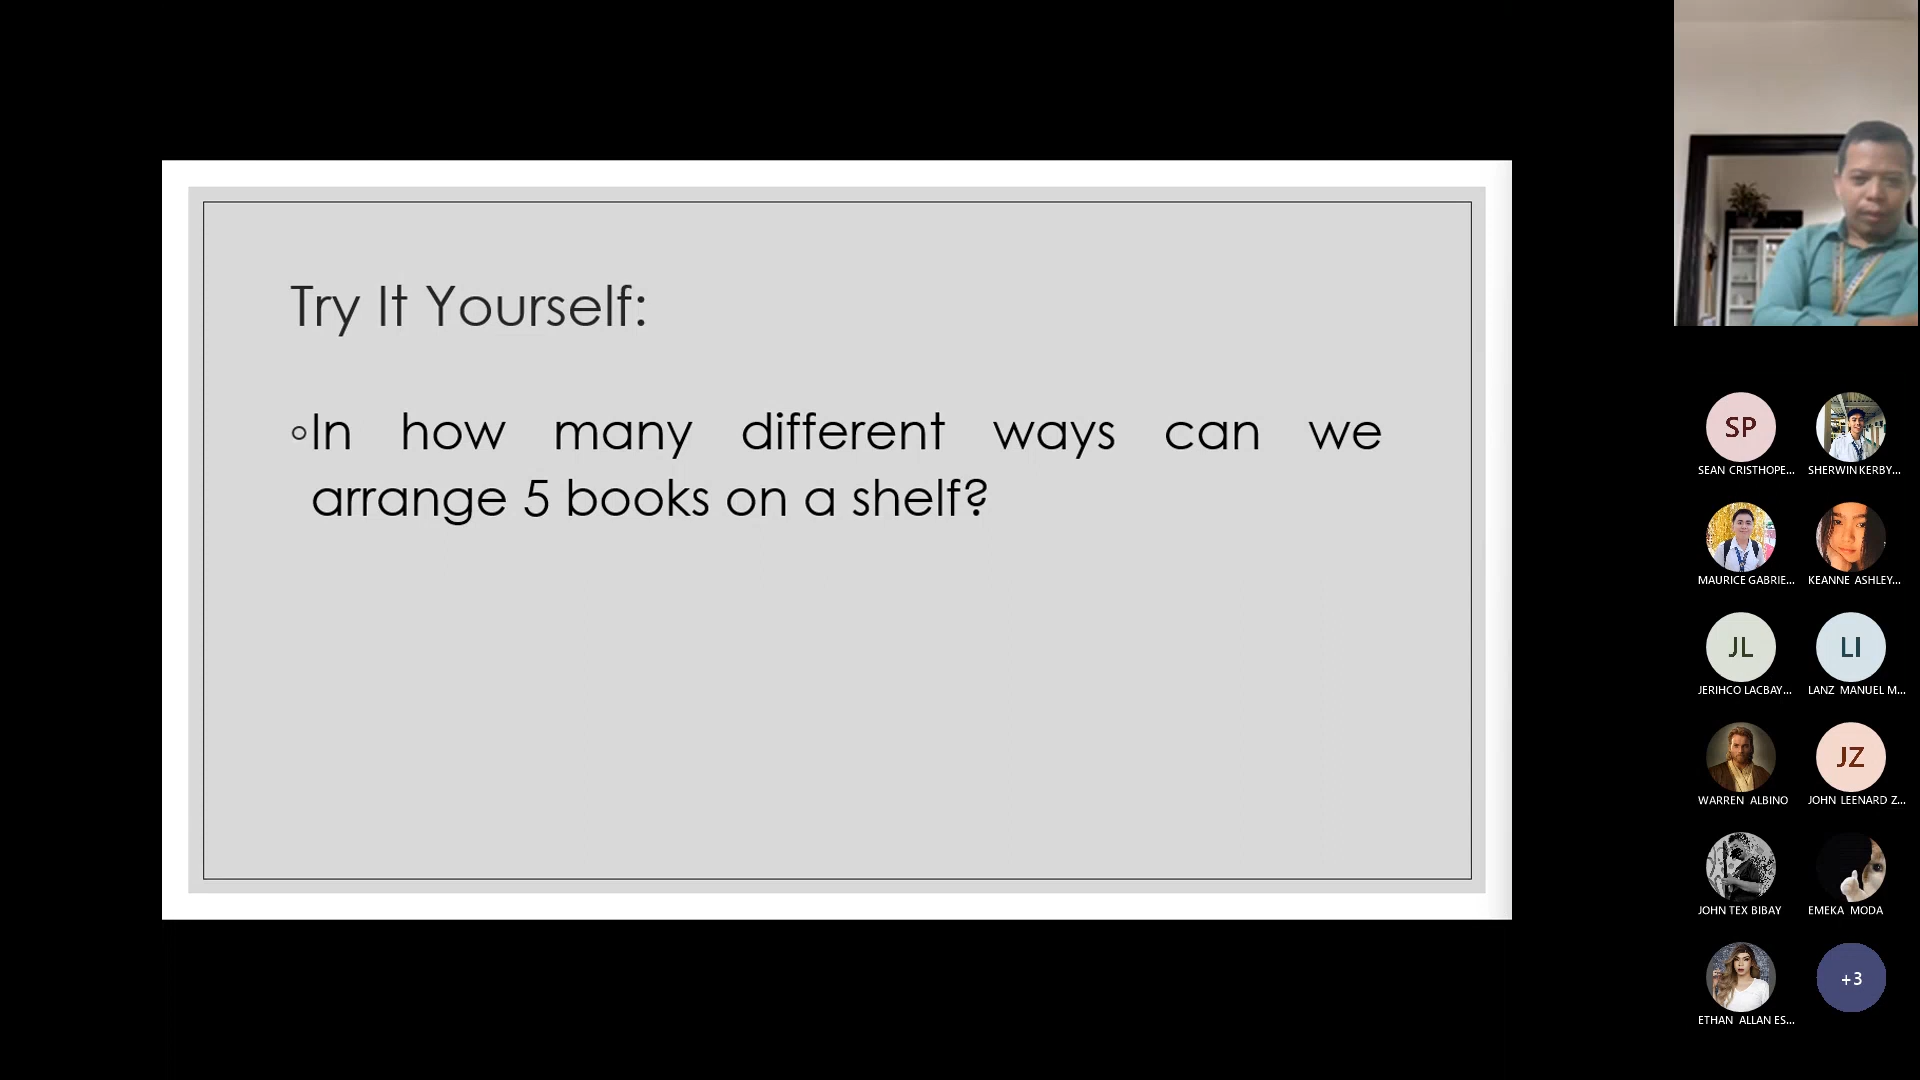 Try It Yourself:
◦In how many different ways can we
arrange 5 books on a shelf?
SP
SEAN CRISTHOPE...
SHERWIN KERBY...
MAURICE GABRIE...
KEANNE ASHLEY...
JL
JERIHCO LACBAY...
LI
LANZ MANUEL M...
WARREN ALBINO
JZ
JOHN LEENARD Z...
JOHN TEX BIBAY
EMEKA MODA
ETHAN ALLAN ES...
+3